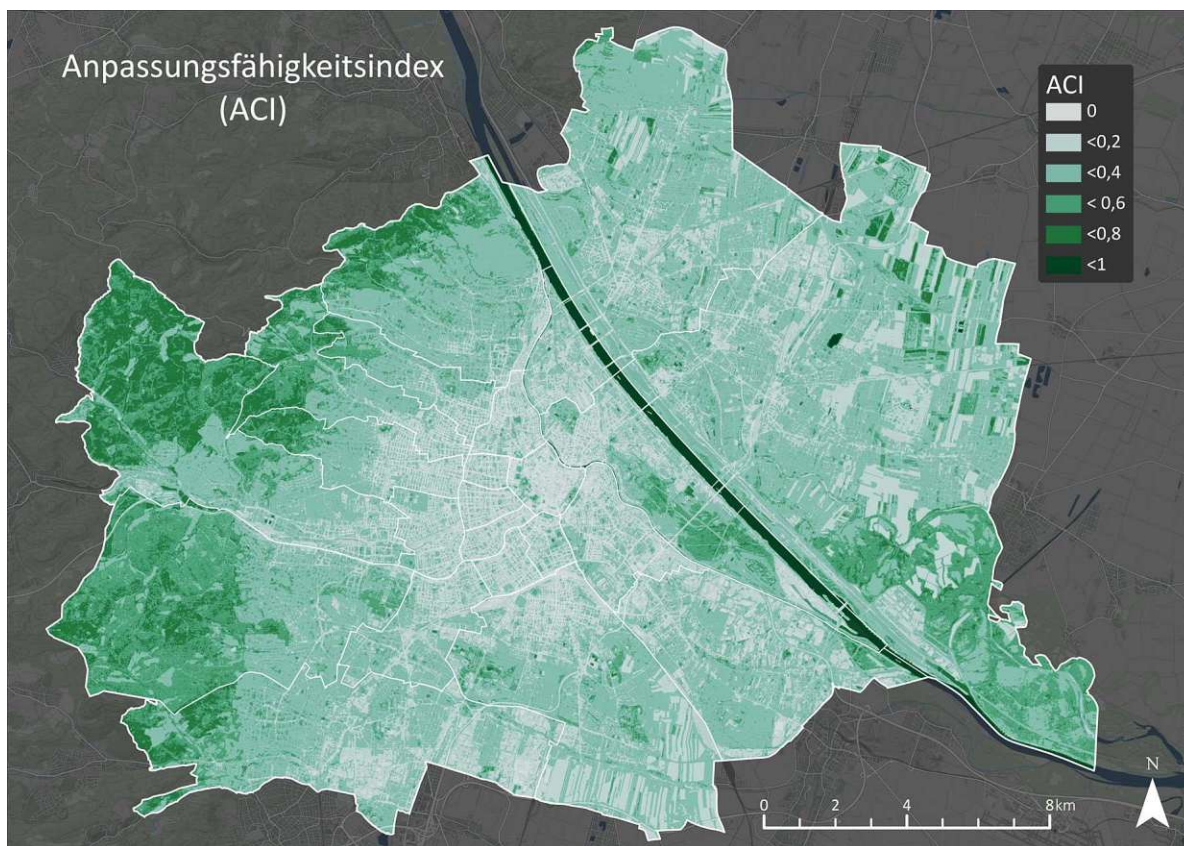 Anpassungsfähigkeitsindex
(ACI)
ACI
0
<0,2
<0,4
< 0,6
<0,8
<1
N
0 2 4 8km